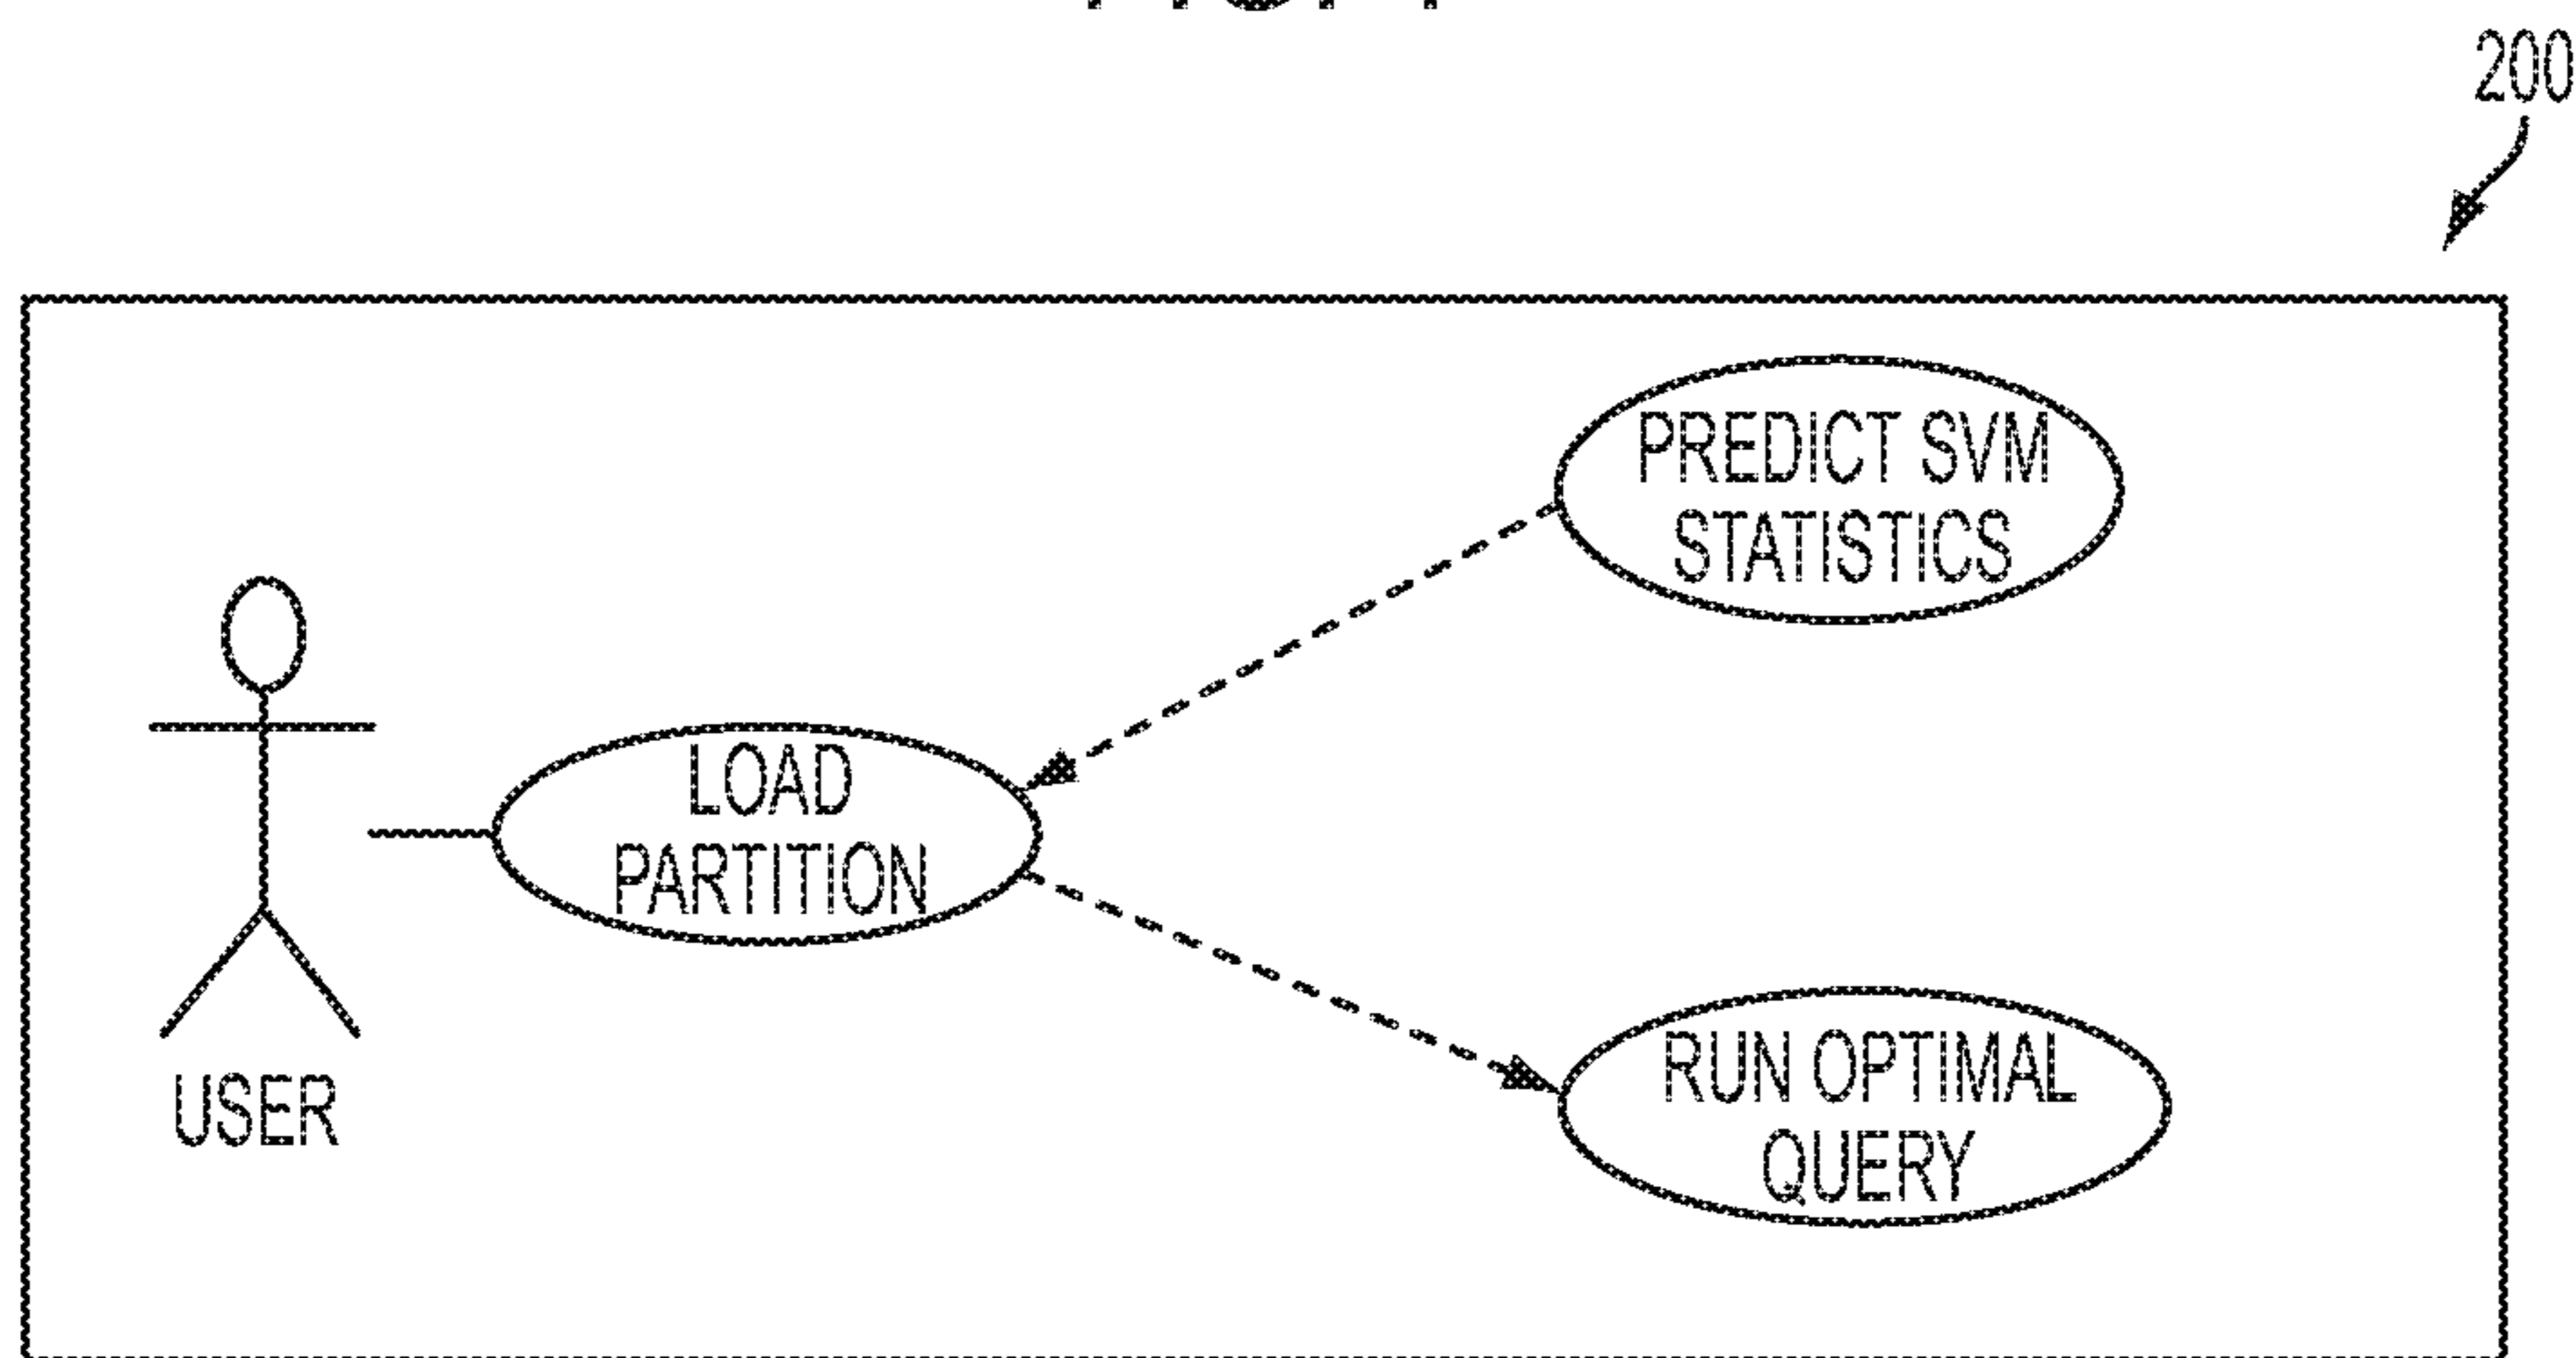 200
PREDICT SVM
STATISTICS
LOAD
PARTITION
RUN OPTIMAL
QUERY
USER